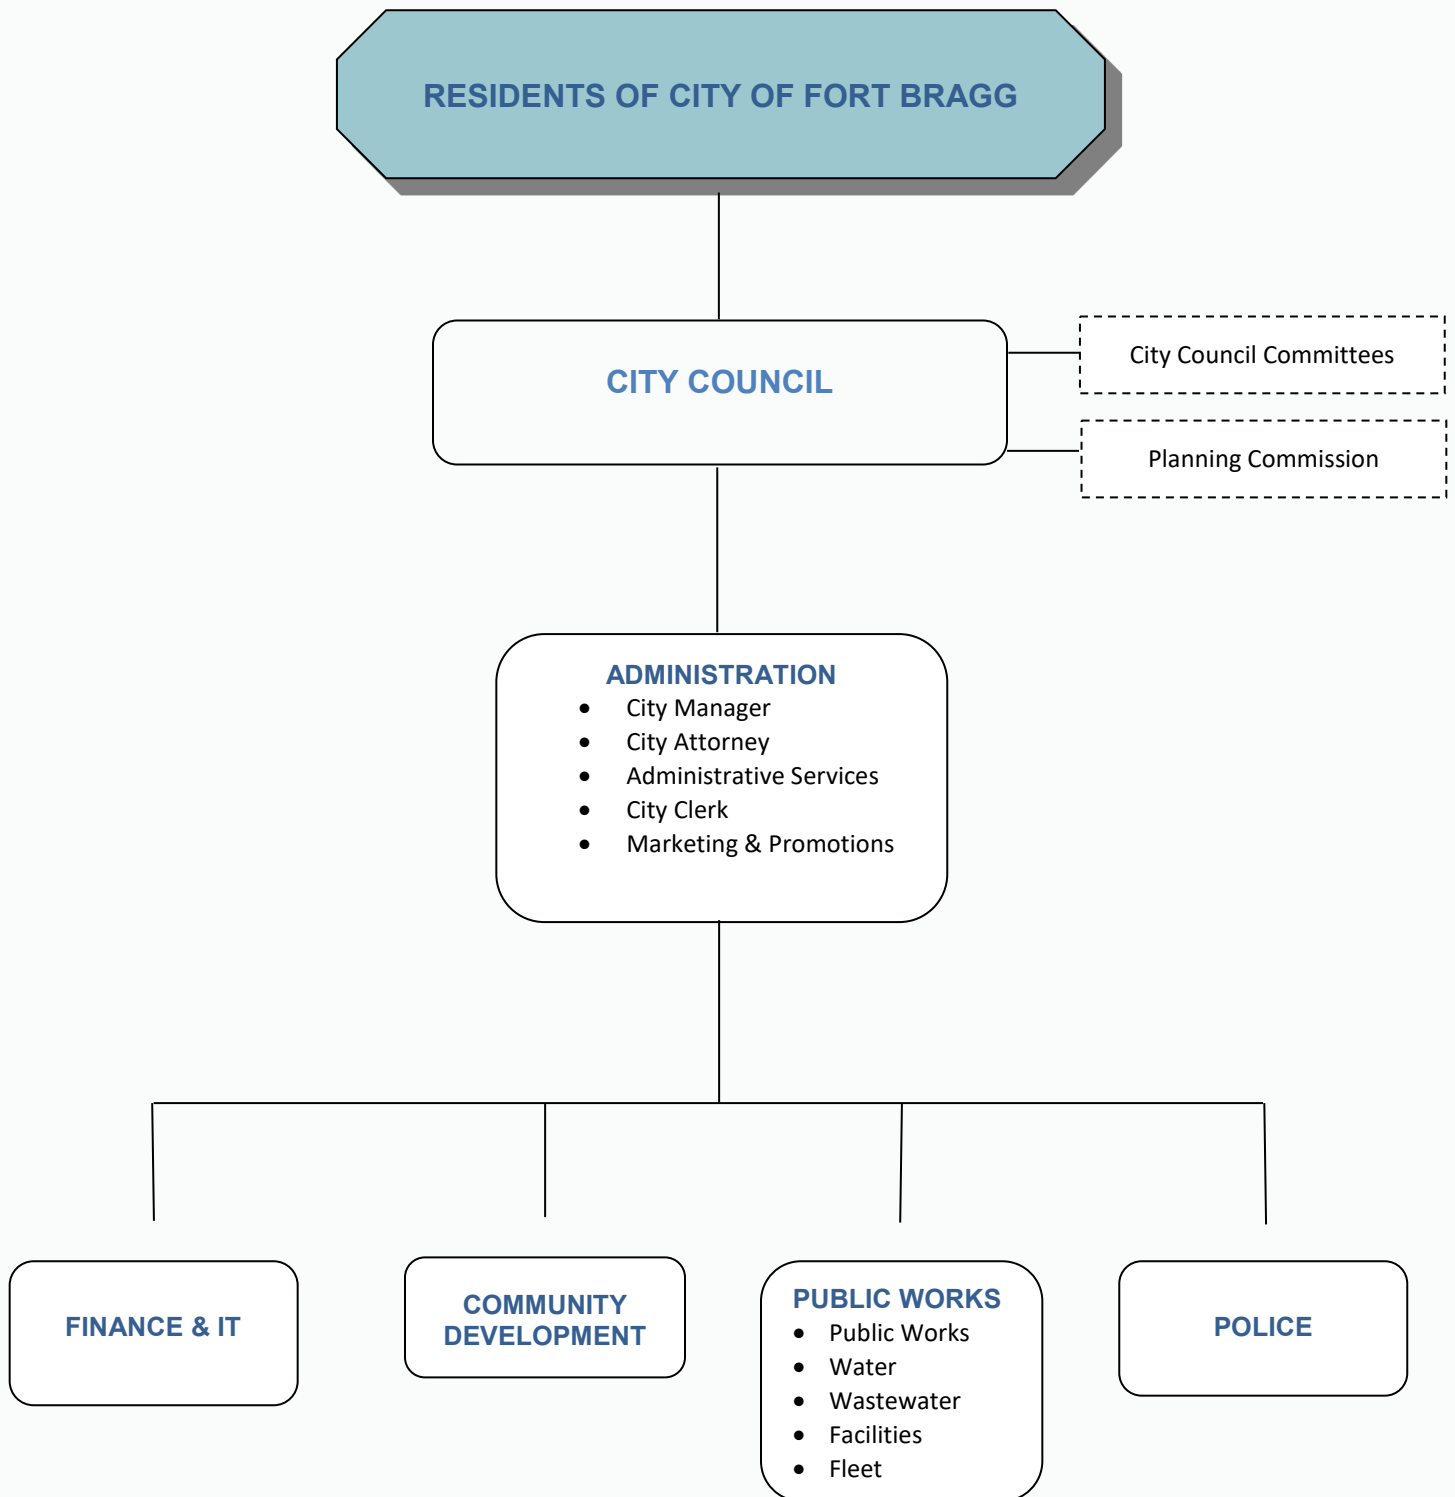 RESIDENTS OF CITY OF FORT BRAGG
CITY COUNCIL
City Council Committees
Planning Commission
ADMINISTRATION
• City Manager
• City Attorney
• Administrative Services
• City Clerk
• Marketing & Promotions
FINANCE & IT
COMMUNITY
DEVELOPMENT
PUBLIC WORKS
• Public Works
• Water
• Wastewater
• Facilities
• Fleet
POLICE